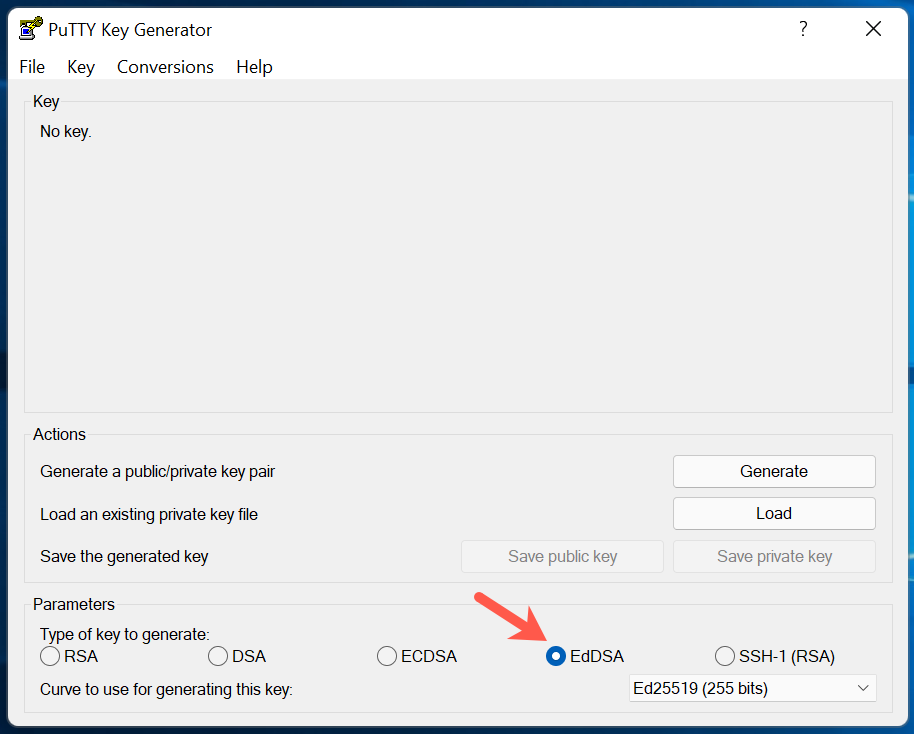 PuTTY Key Generator
?
File Key Conversions Help
Key
No key.
Actions
Generate a public/private key pair
Generate
Load an existing private key file
Load
Save the generated key
Save public key
Save private key
Parameters
Type of key to generate:
RSA
DSA
ECDSA
EdDSA
SSH-1 (RSA)
Curve to use for generating this key:
Ed25519 (255 bits)